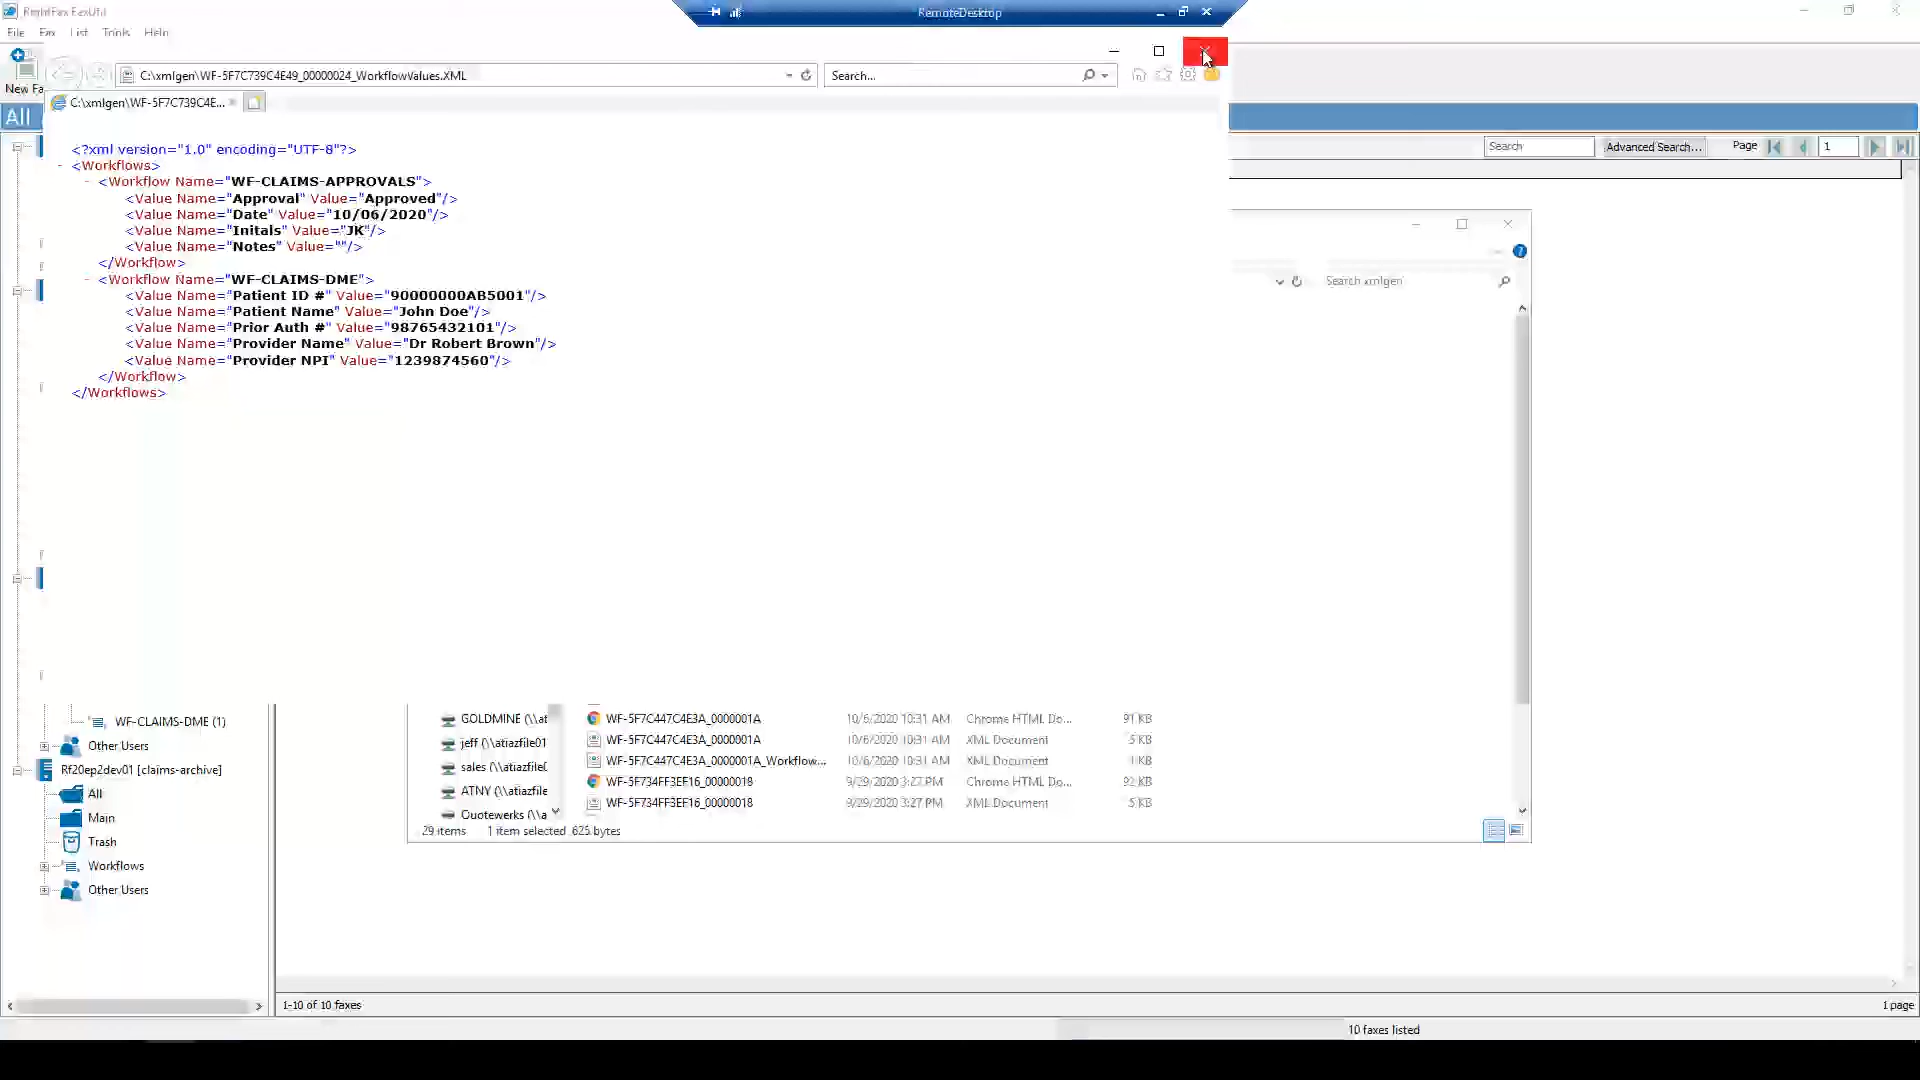 RightFax FaxUtil
RemoteDesktop
File Fax List Tools Help
C:\xmlgen\WF-5F7C739C4E49_00000024_WorkflowValues.XML
Search...
New Fa
C:\xmlgen\WF-5F7C739C4E...
All
<?xml version="1.0" encoding="UTF-8"?>
- <Workflows>
- <Workflow Name="WF-CLAIMS-APPROVALS">
<Value Name="Approval" Value="Approved"/>
<Value Name="Date" Value="10/06/2020"/>
<Value Name="Initals" Value="JK"/>
<Value Name="Notes" Value=""/>
</Workflow>
- <Workflow Name="WF-CLAIMS-DME">
<Value Name="Patient ID #" Value="90000000AB5001"/>
<Value Name="Patient Name" Value="John Doe"/>
<Value Name="Prior Auth #" Value="98765432101"/>
<Value Name="Provider Name" Value="Dr Robert Brown"/>
<Value Name="Provider NPI" Value="1239874560"/>
</Workflow>
</Workflows>
Search Advanced Search... Page 1
Search xmlgen
WF-CLAIMS-DME (1)
Other Users
Rf20ep2dev01 [claims-archive]
All
Main
Trash
Workflows
Other Users
GOLDMINE (\\at
jeff (\\atiazfile01
sales (\\atiazfile0
ATNY (\\atiazfile
Quotewerks (\\a
WF-5F7C447C4E3A_0000001A 10/6/2020 10:31 AM Chrome HTML Do... 91 KB
WF-5F7C447C4E3A_0000001A 10/6/2020 10:31 AM XML Document 5 KB
WF-5F7C447C4E3A_0000001A_Workflow... 10/6/2020 10:31 AM XML Document 1 KB
WF-5F734FF3EF16_00000018 9/29/2020 3:27 PM Chrome HTML Do... 92 KB
WF-5F734FF3EF16_00000018 9/29/2020 3:27 PM XML Document 5 KB
29 items 1 item selected 625 bytes
1-10 of 10 faxes
1 page
10 faxes listed